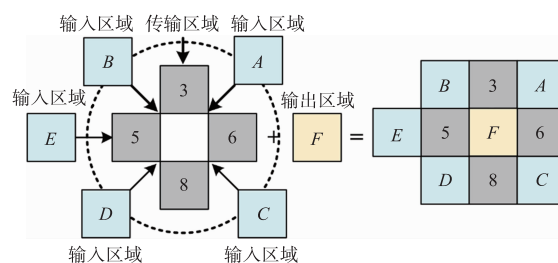 输入区域 传输区域 输入区域
B A B 3 A
3
输入区域 输出区域
E 5 6 + F = E 5 F 6
8
D C D 8 C
输入区域 输入区域